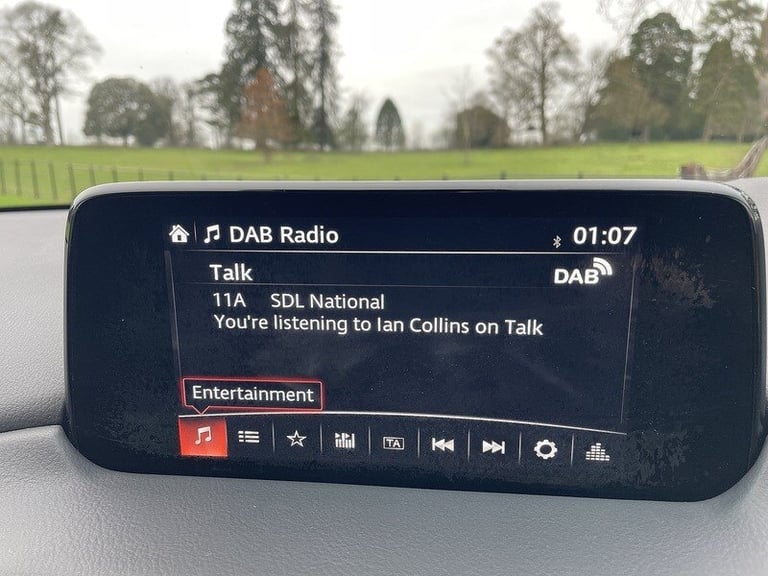 DAB Radio 01:07
Talk DAB
11A SDL National
You're listening to Ian Collins on Talk
Entertainment
TA